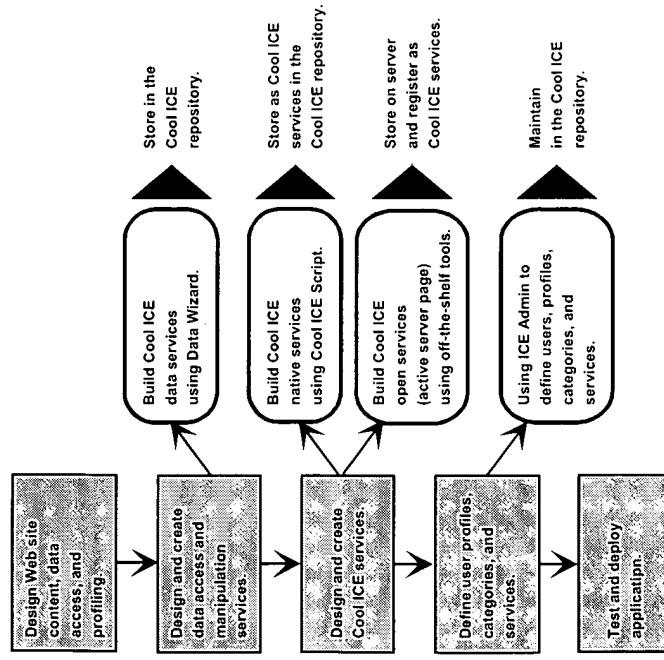 Design Web site
content, data
access, and
profiling.
Design and create
data access and
manipulation
services.
Build Cool ICE
data services
using Data Wizard.
Store in the
Cool ICE
repository.
Design and create
Cool ICE services.
Build Cool ICE
native services
using Cool ICE Script.
Store as Cool ICE
services in the
Cool ICE repository.
Build Cool ICE
open services
(active server page)
using off-the-shelf tools.
Store on server
and register as
Cool ICE services.
Define user profiles,
categories, and
services.
Using ICE Admin to
define users, profiles,
categories, and
services.
Maintain
in the Cool ICE
repository.
Test and deploy
application.